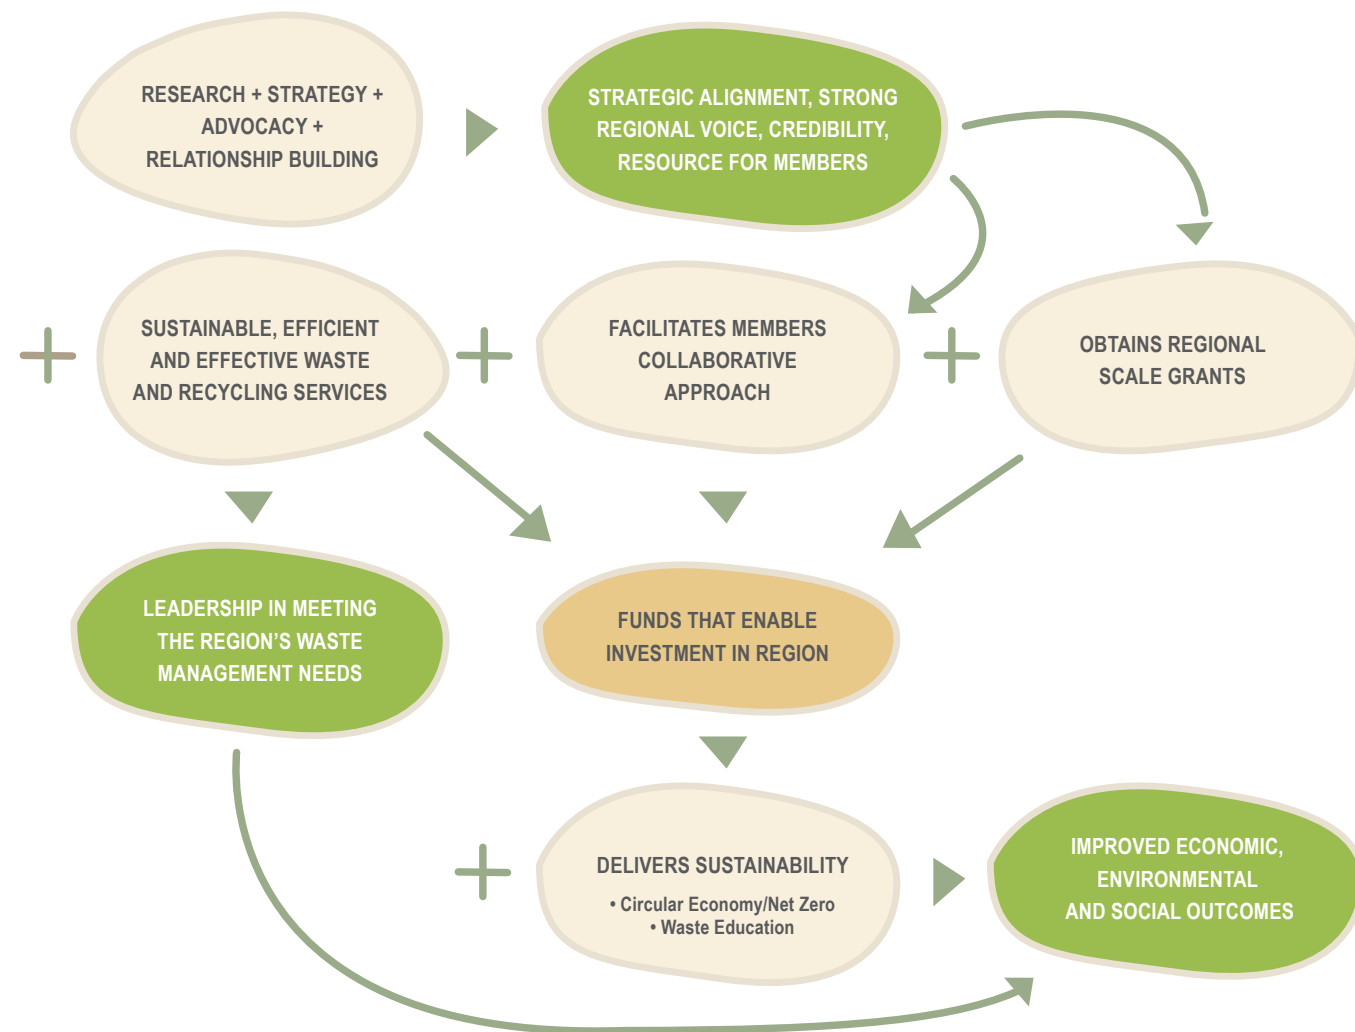 RESEARCH + STRATEGY +
ADVOCACY +
RELATIONSHIP BUILDING
STRATEGIC ALIGNMENT, STRONG
REGIONAL VOICE, CREDIBILITY,
RESOURCE FOR MEMBERS
SUSTAINABLE, EFFICIENT
AND EFFECTIVE WASTE
AND RECYCLING SERVICES
FACILITATES MEMBERS
COLLABORATIVE
APPROACH
OBTAINS REGIONAL
SCALE GRANTS
LEADERSHIP IN MEETING
THE REGION’S WASTE
MANAGEMENT NEEDS
FUNDS THAT ENABLE
INVESTMENT IN REGION
DELIVERS SUSTAINABILITY
• Circular Economy/Net Zero
• Waste Education
IMPROVED ECONOMIC,
ENVIRONMENTAL
AND SOCIAL OUTCOMES